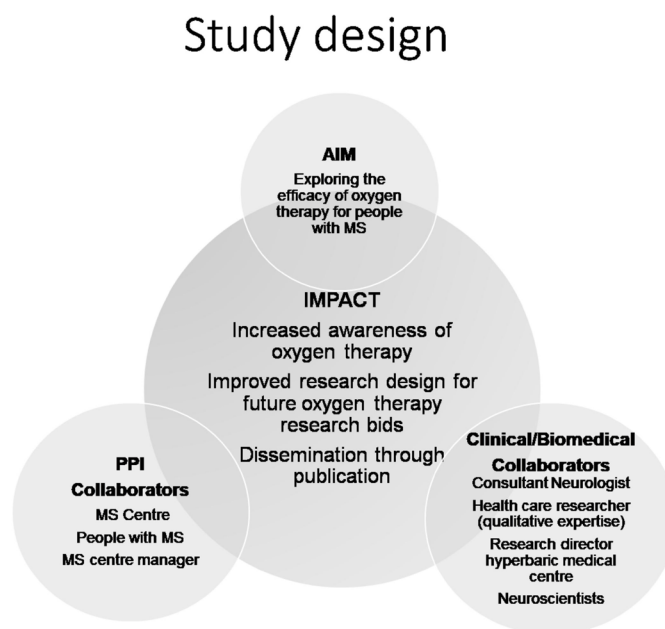 Study design
AIM
Exploring the
efficacy of oxygen
therapy for people
with MS
IMPACT
Increased awareness of
oxygen therapy
Improved research design for
future oxygen therapy
research bids
Dissemination through
publication
PPI
Collaborators
MS Centre
People with MS
MS centre manager
Clinical/Biomedical
Collaborators
Consultant Neurologist
Health care researcher
(qualitative expertise)
Research director
hyperbaric medical
centre
Neuroscientists